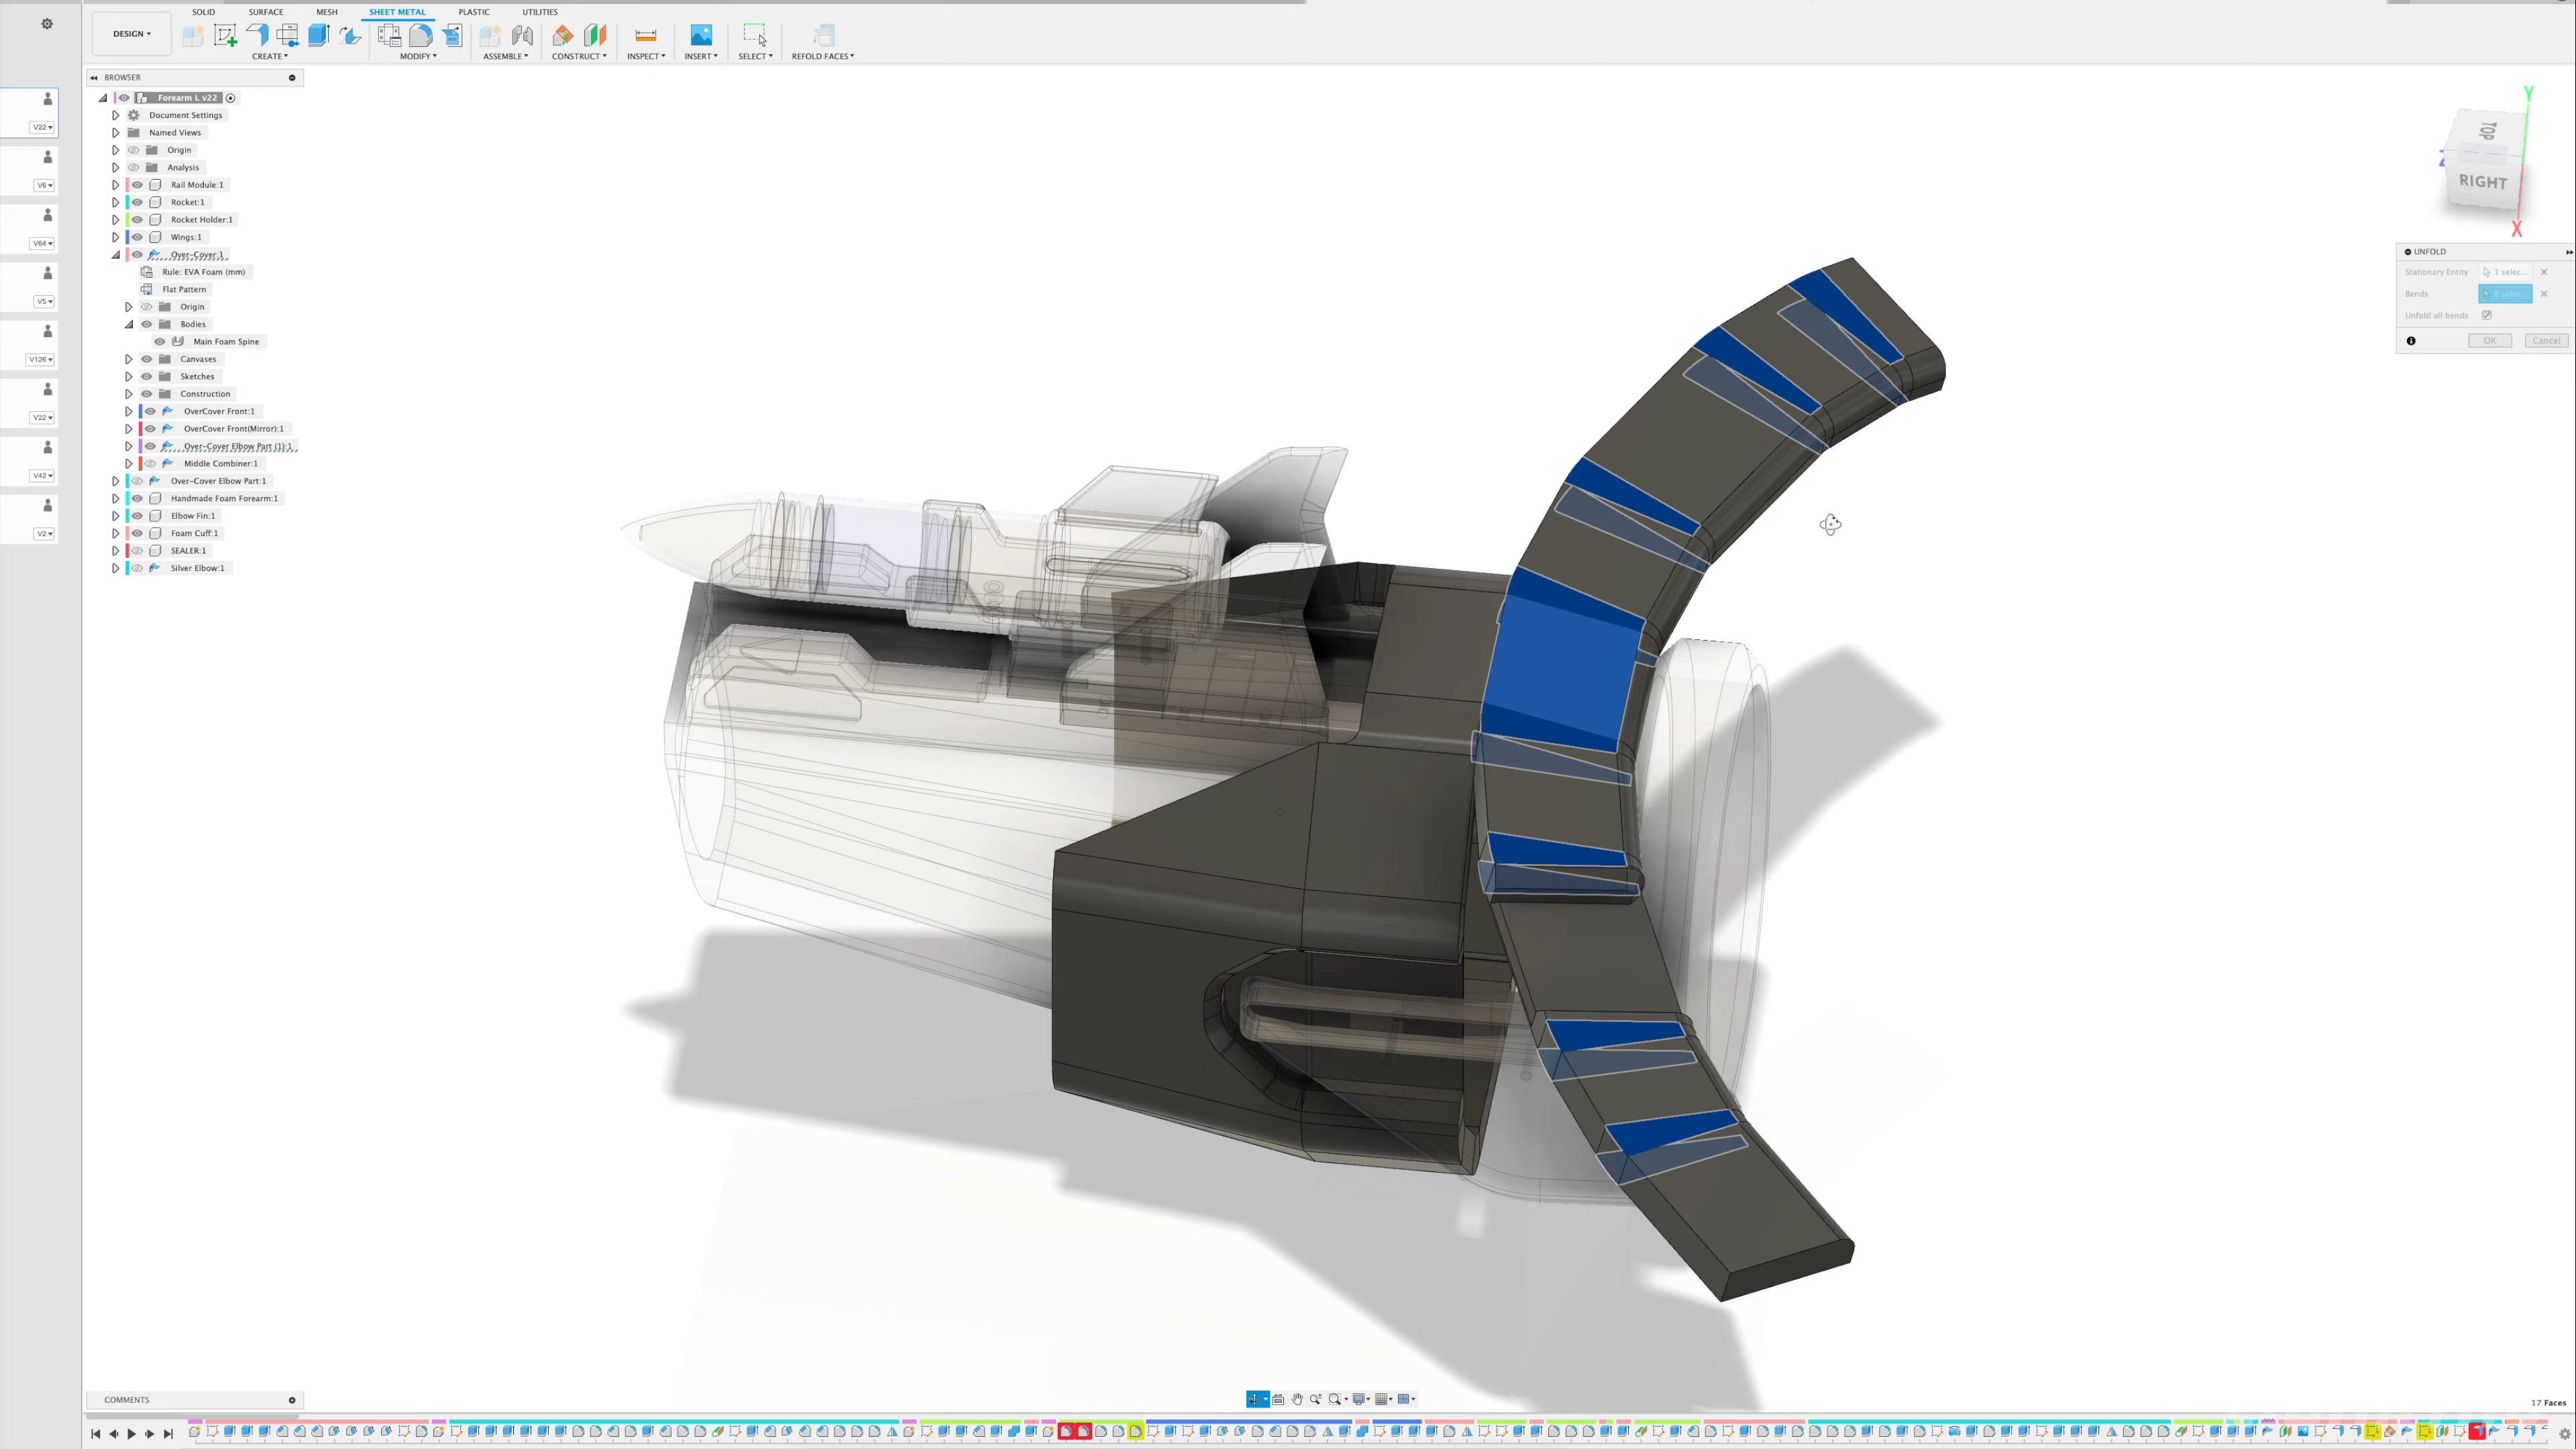 SOLID SURFACE MESH SHEET METAL PLASTIC UTILITIES
DESIGN
CREATE MODIFY ASSEMBLE CONSTRUCT INSPECT INSERT SELECT REFOLD FACES
BROWSER
Forearm L v22
Document Settings
Named Views
Origin
Analysis
Rail Module:1
Rocket:1
Rocket Holder:1
Wings:1
Over-Cover:1
Rule: EVA Foam (mm)
Flat Pattern
Origin
Bodies
Main Foam Spine
Canvases
Sketches
Construction
OverCover Front:1
OverCover Front(Mirror):1
Over-Cover Elbow Part (1):1
Middle Combiner:1
Over-Cover Elbow Part:1
Handmade Foam Forearm:1
Elbow Fin:1
Foam Cuff:1
SEALER:1
Silver Elbow:1
V22
V6
V64
V5
V126
V22
V42
V2
Y
TOP
Z
RIGHT
X
UNFOLD
Stationary Entity 1 selec...
Bends 8 selec...
Unfold all bends
OK Cancel
COMMENTS
17 Faces